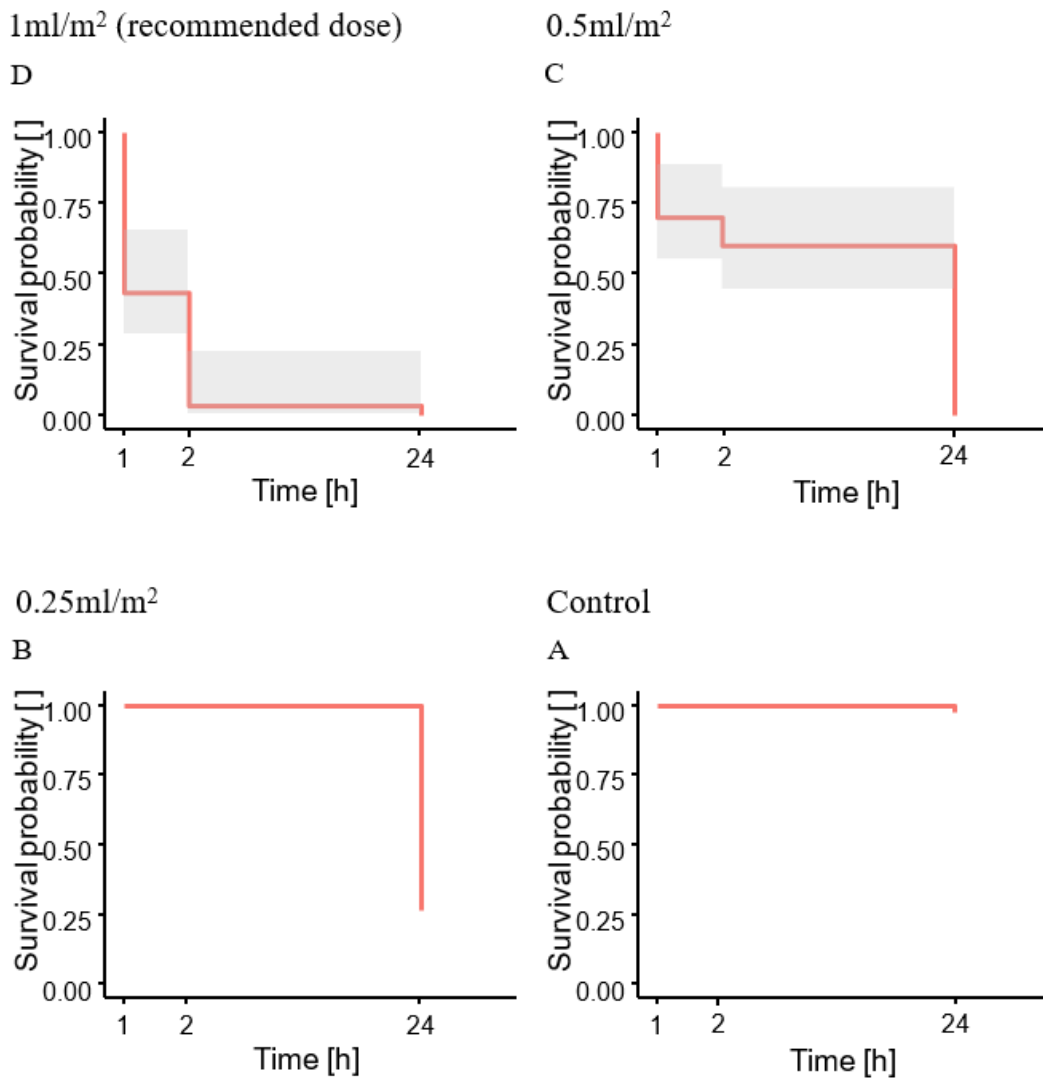 1ml/m² (recommended dose)
D
Survival probability []
1.00
0.75
0.50
0.25
0.00
1 2 24
Time [h]
0.5ml/m²
C
Survival probability []
1.00
0.75
0.50
0.25
0.00
1 2 24
Time [h]
0.25ml/m²
B
Survival probability []
1.00
0.75
0.50
0.25
0.00
1 2 24
Time [h]
Control
A
Survival probability []
1.00
0.75
0.50
0.25
0.00
1 2 24
Time [h]